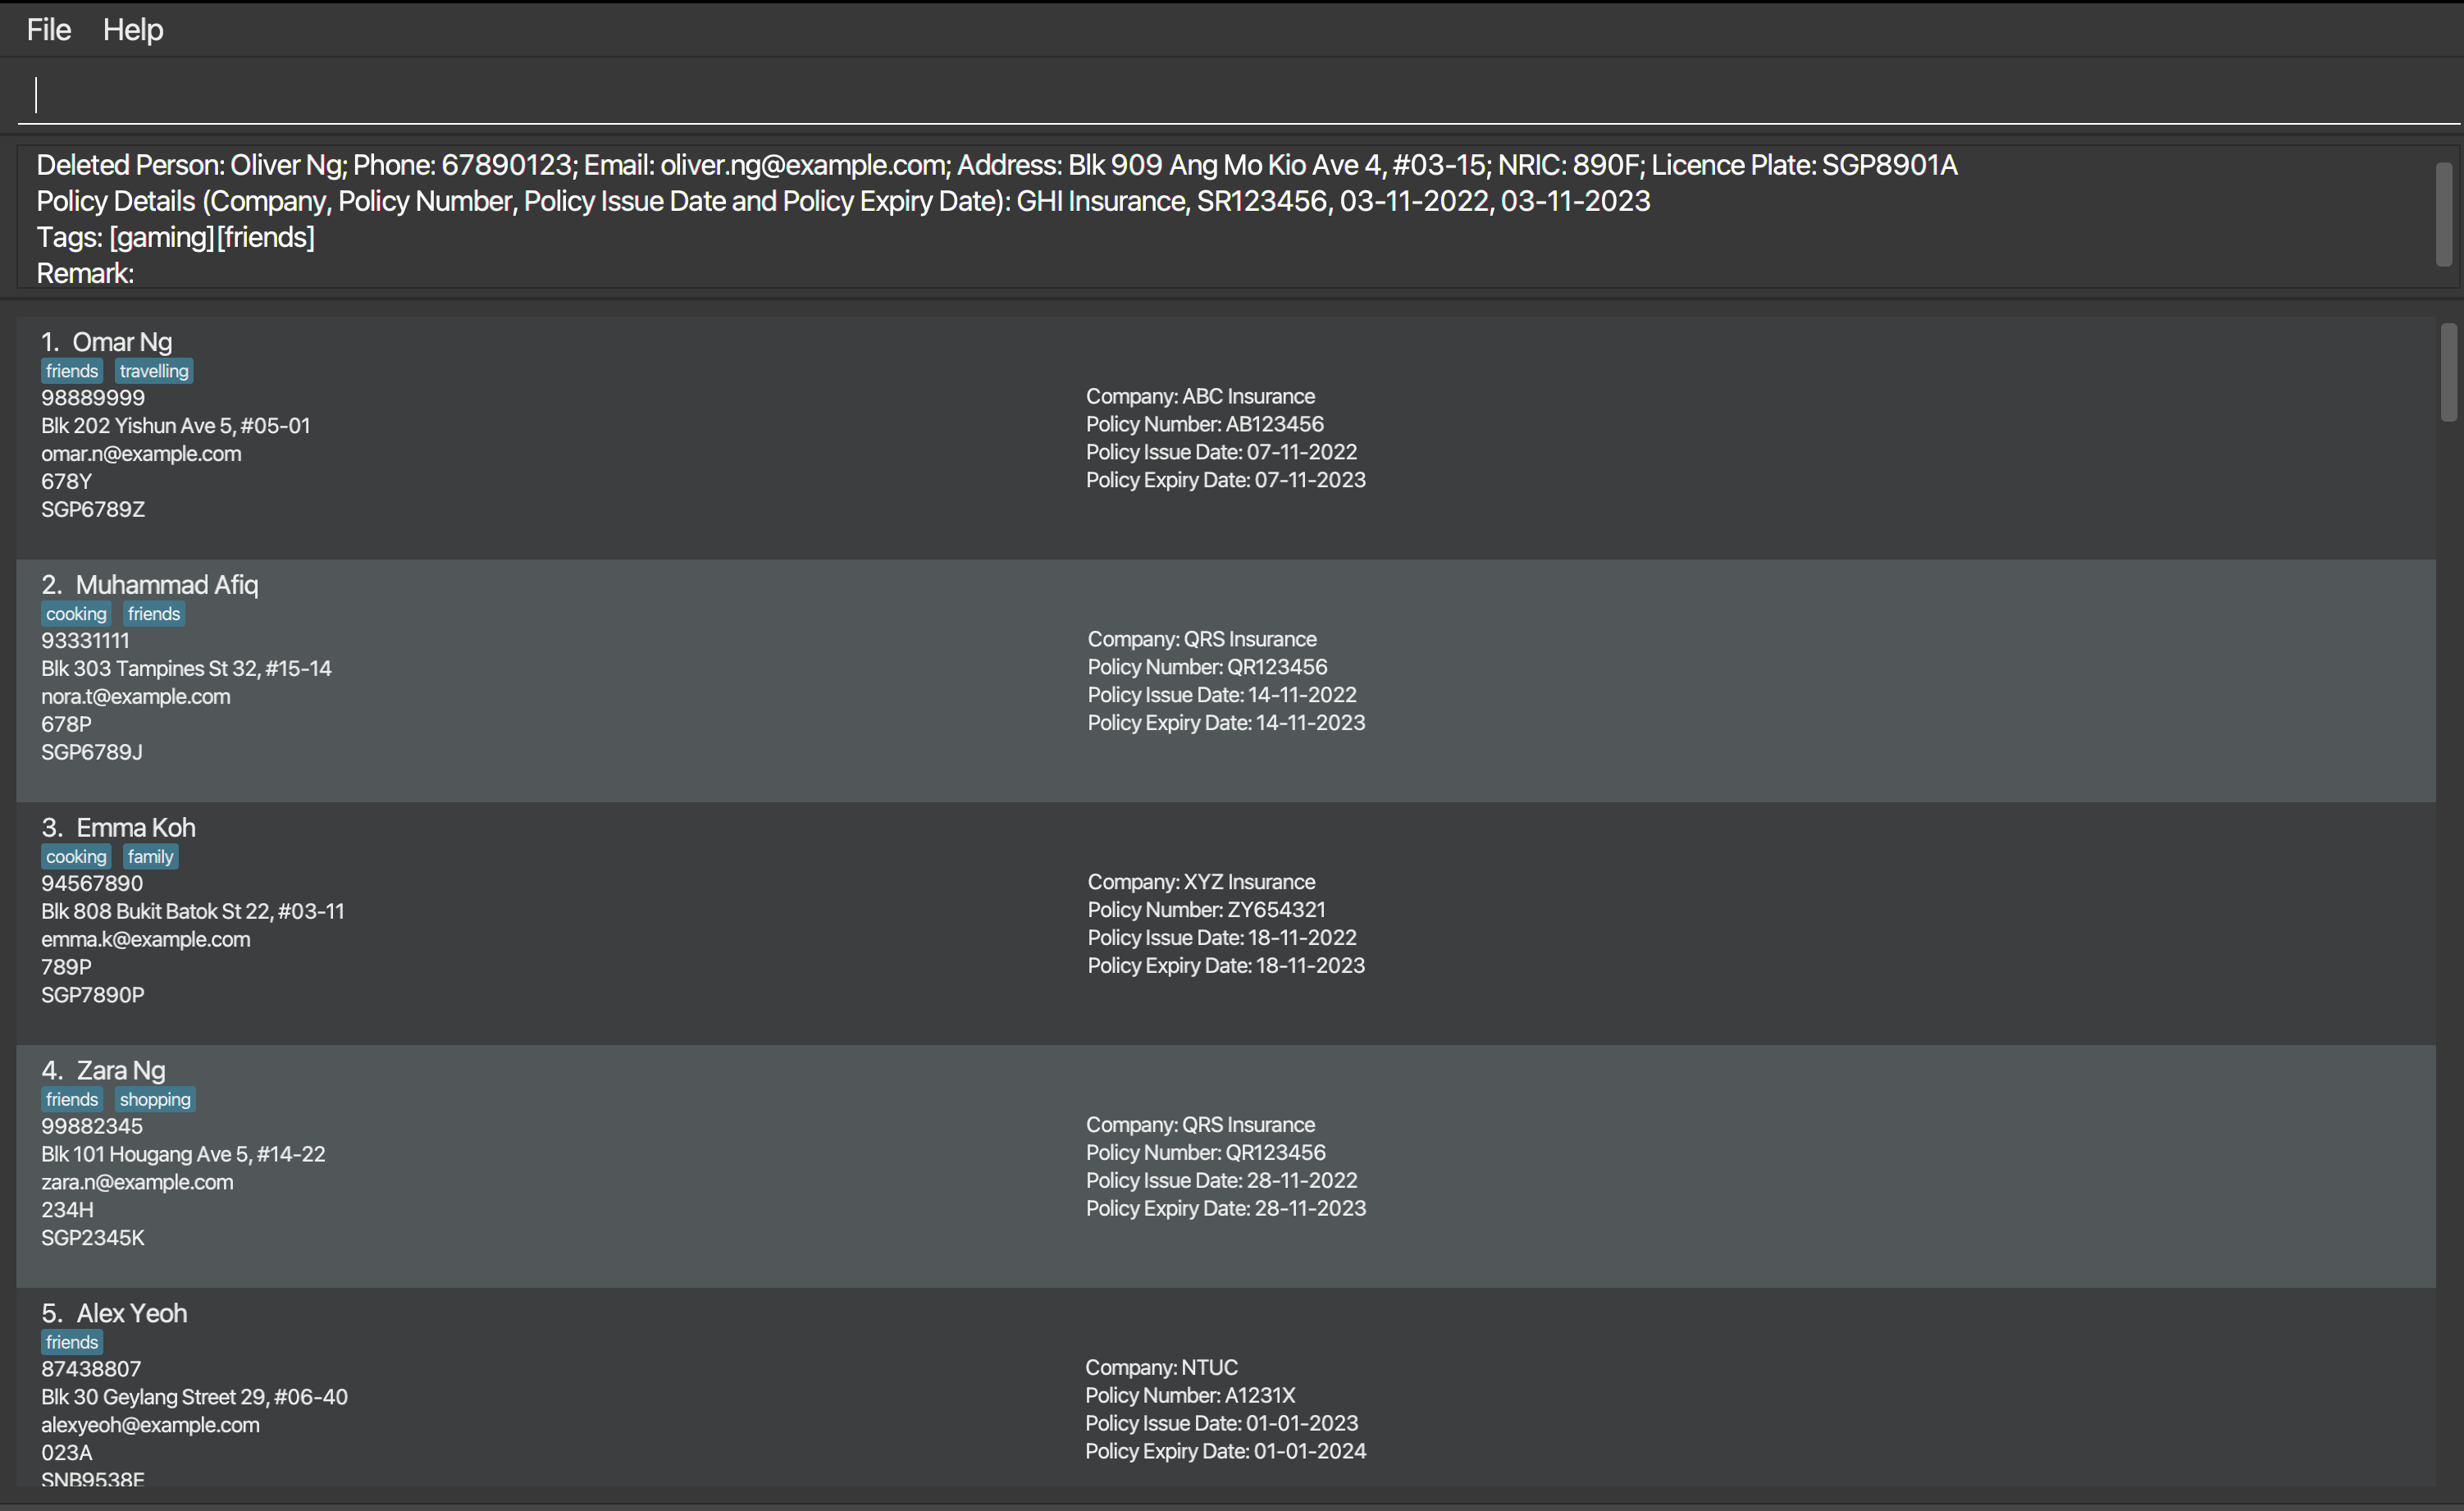 File Help
Deleted Person: Oliver Ng; Phone: 67890123; Email: oliver.ng@example.com; Address: Blk 909 Ang Mo Kio Ave 4, #03-15; NRIC: 890F; Licence Plate: SGP8901A
Policy Details (Company, Policy Number, Policy Issue Date and Policy Expiry Date): GHI Insurance, SR123456, 03-11-2022, 03-11-2023
Tags: [gaming][friends]
Remark:
1. Omar Ng
friends travelling
98889999
Blk 202 Yishun Ave 5, #05-01
omar.n@example.com
678Y
SGP6789Z
Company: ABC Insurance
Policy Number: AB123456
Policy Issue Date: 07-11-2022
Policy Expiry Date: 07-11-2023
2. Muhammad Afiq
cooking friends
93331111
Blk 303 Tampines St 32, #15-14
nora.t@example.com
678P
SGP6789J
Company: QRS Insurance
Policy Number: QR123456
Policy Issue Date: 14-11-2022
Policy Expiry Date: 14-11-2023
3. Emma Koh
cooking family
94567890
Blk 808 Bukit Batok St 22, #03-11
emma.k@example.com
789P
SGP7890P
Company: XYZ Insurance
Policy Number: ZY654321
Policy Issue Date: 18-11-2022
Policy Expiry Date: 18-11-2023
4. Zara Ng
friends shopping
99882345
Blk 101 Hougang Ave 5, #14-22
zara.n@example.com
234H
SGP2345K
Company: QRS Insurance
Policy Number: QR123456
Policy Issue Date: 28-11-2022
Policy Expiry Date: 28-11-2023
5. Alex Yeoh
friends
87438807
Blk 30 Geylang Street 29, #06-40
alexyeoh@example.com
023A
SNB9538E
Company: NTUC
Policy Number: A1231X
Policy Issue Date: 01-01-2023
Policy Expiry Date: 01-01-2024